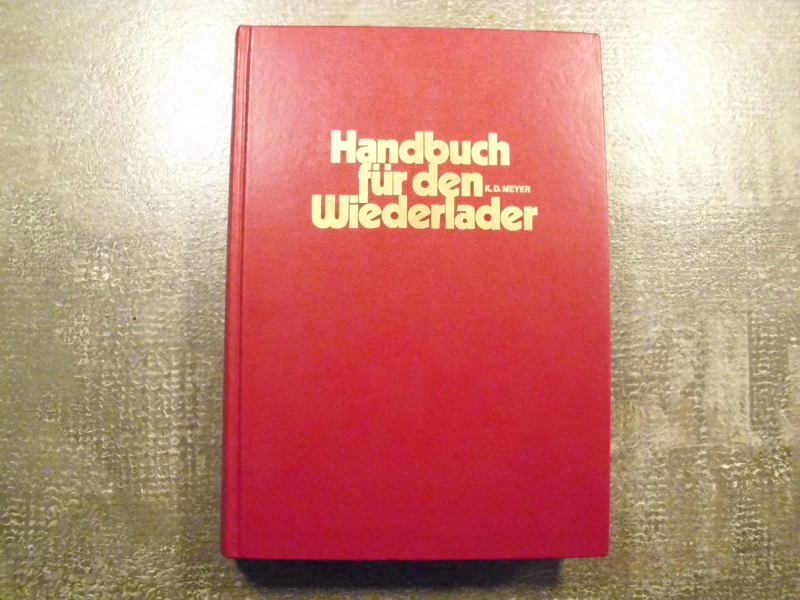 Handbuch
für den K. D. MEYER
Wiederlader